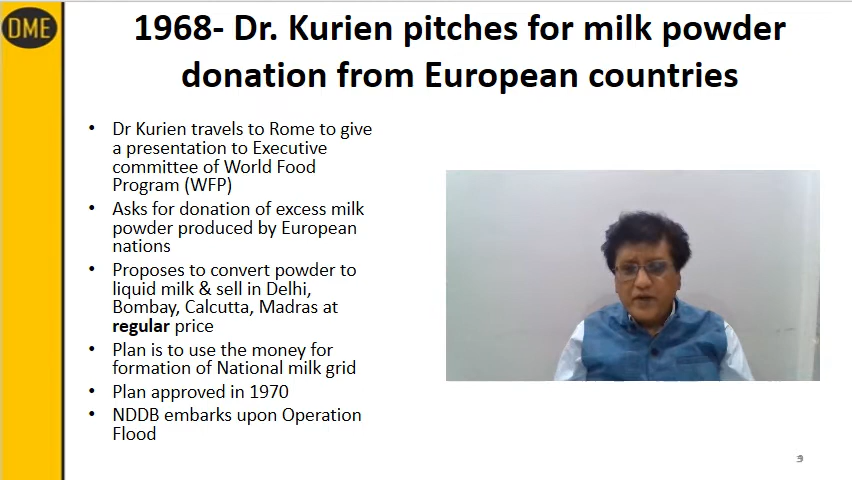 DME
1968- Dr. Kurien pitches for milk powder
donation from European countries
• Dr Kurien travels to Rome to give
a presentation to Executive
committee of World Food
Program (WFP)
• Asks for donation of excess milk
powder produced by European
nations
• Proposes to convert powder to
liquid milk & sell in Delhi,
Bombay, Calcutta, Madras at
regular price
• Plan is to use the money for
formation of National milk grid
• Plan approved in 1970
• NDDB embarks upon Operation
Flood